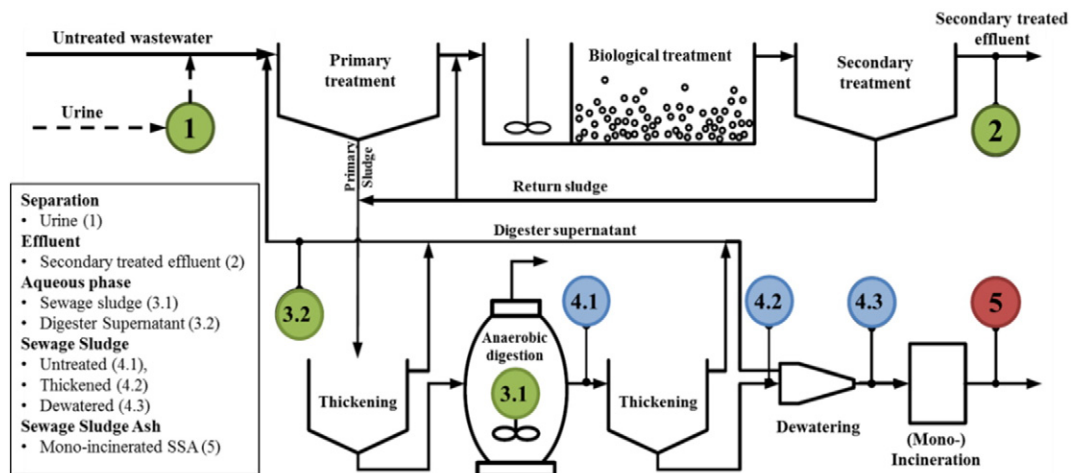 Untreated wastewater
Urine
1
Primary
treatment
Biological treatment
Secondary
treatment
Secondary treated
effluent
2
Primary
Sludge
Return sludge
Digester supernatant
Separation
• Urine (1)
Effluent
• Secondary treated effluent (2)
Aqueous phase
• Sewage sludge (3.1)
• Digester Supernatant (3.2)
Sewage Sludge
• Untreated (4.1),
• Thickened (4.2)
• Dewatered (4.3)
Sewage Sludge Ash
• Mono-incinerated SSA (5)
3.2
Thickening
Anaerobic
digestion
3.1
4.1
Thickening
4.2
4.3
Dewatering
5
(Mono-)
Incineration